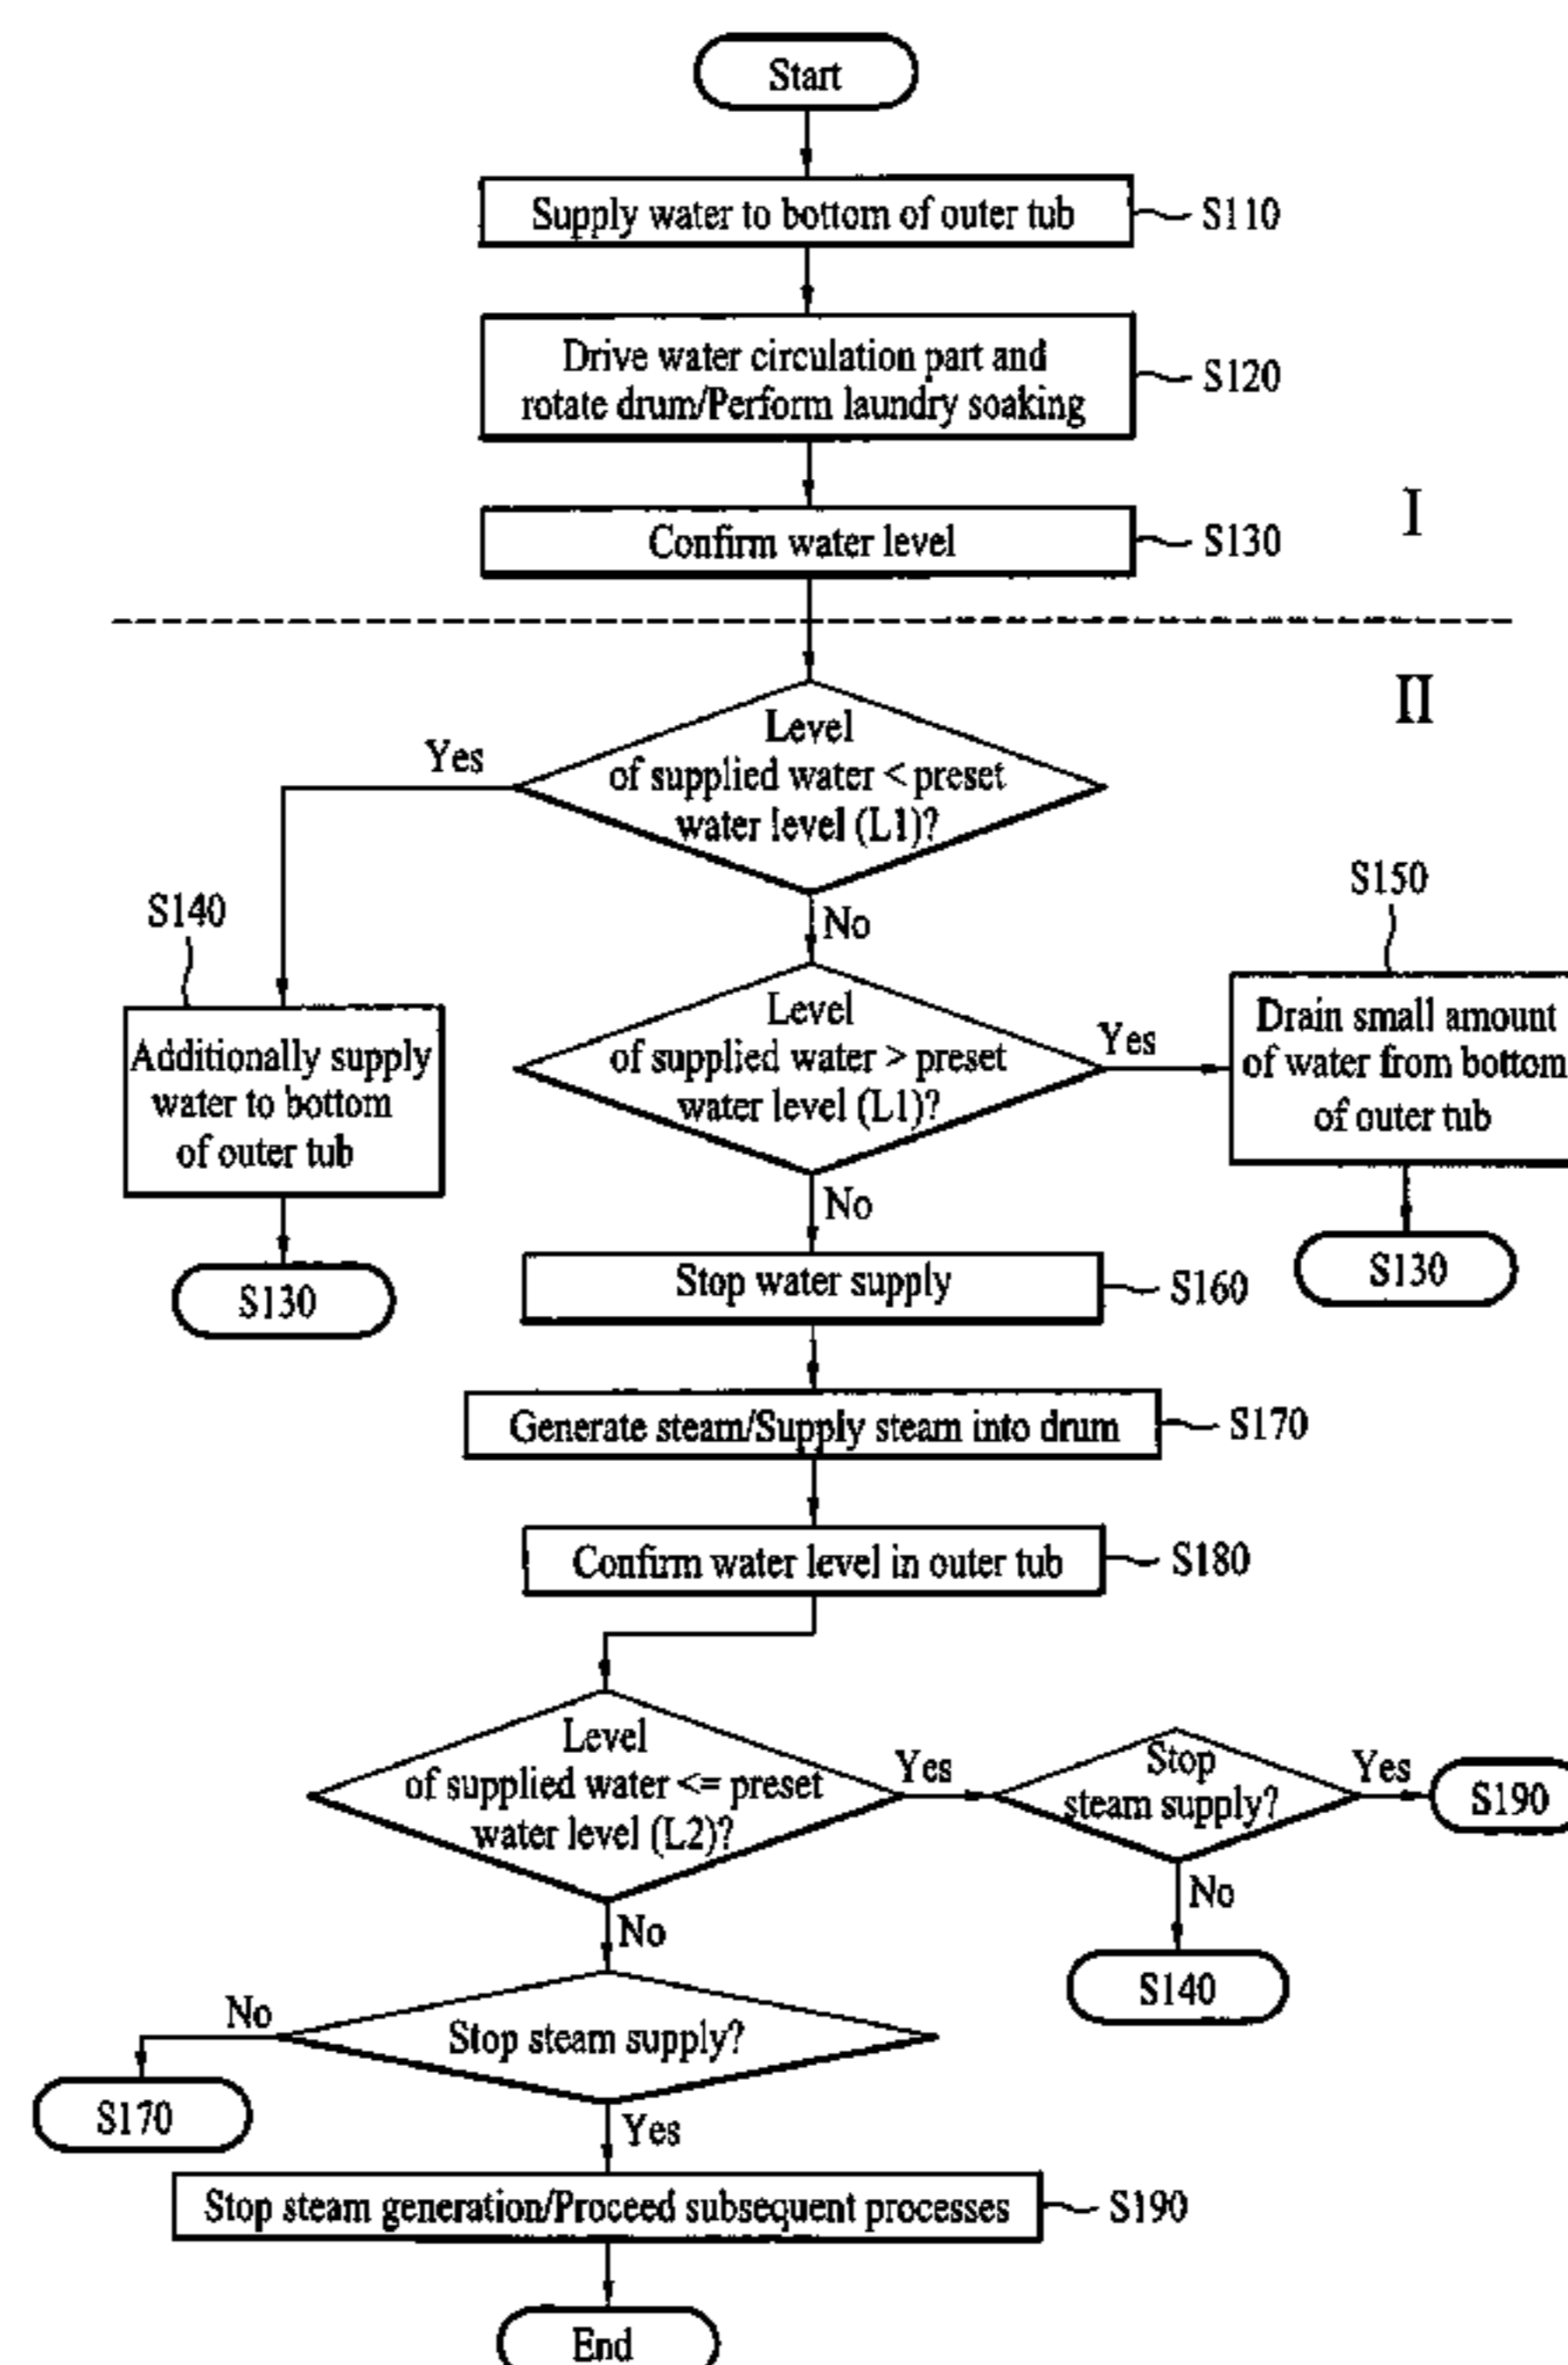 Start
Supply water to bottom of outer tub
S110
Drive water circulation part and
rotate drum/Perform laundry soaking
S120
Confirm water level
S130
I
II
Level
of supplied water < preset
water level (L1)?
Yes
No
S140
Additionally supply
water to bottom
of outer tub
S130
Level
of supplied water > preset
water level (L1)?
Yes
No
S150
Drain small amount
of water from bottom
of outer tub
S130
Stop water supply
S160
Generate steam/Supply steam into drum
S170
Confirm water level in outer tub
S180
Level
of supplied water <= preset
water level (L2)?
Yes
No
Stop
steam supply?
Yes
S190
No
S140
Stop steam supply?
No
S170
Yes
Stop steam generation/Proceed subsequent processes
S190
End